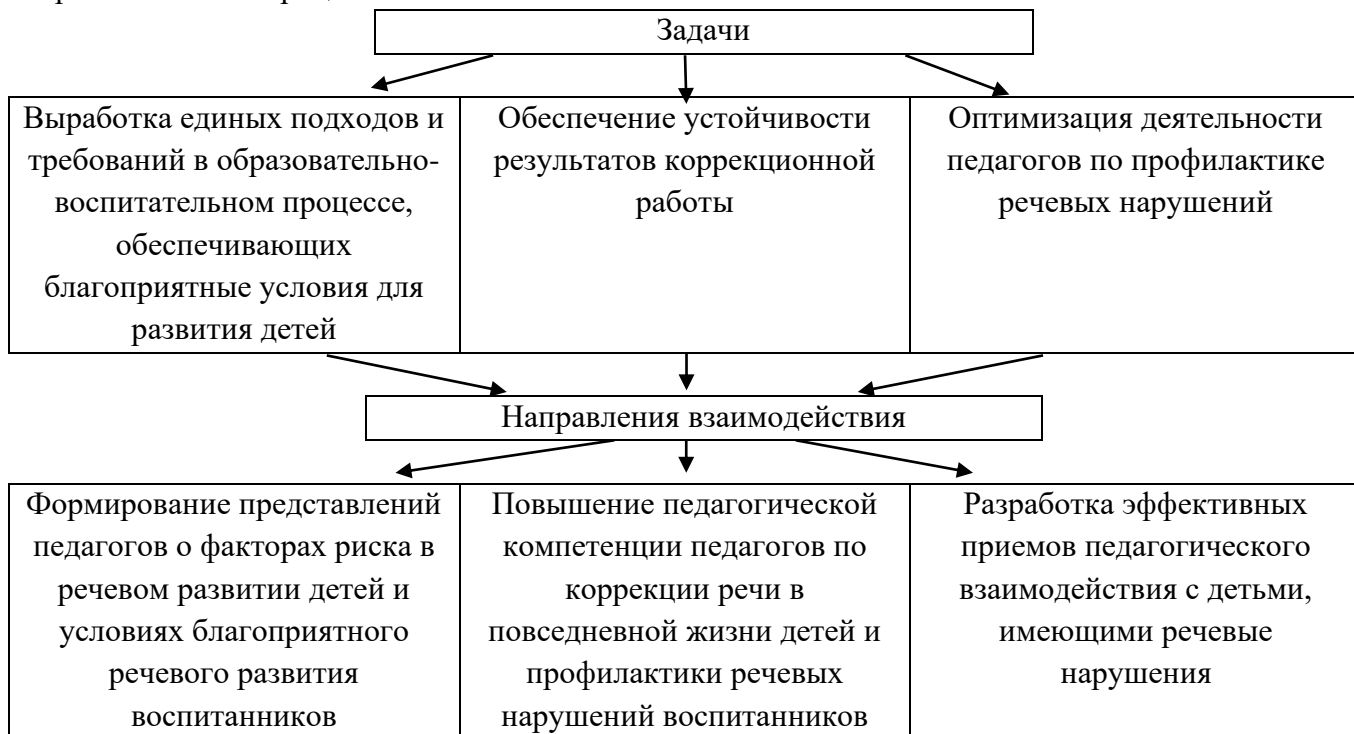 Задачи
Выработка единых подходов и
требований в образовательно-
воспитательном процессе,
обеспечивающих
благоприятные условия для
развития детей
Обеспечение устойчивости
результатов коррекционной
работы
Оптимизация деятельности
педагогов по профилактике
речевых нарушений
Направления взаимодействия
Формирование представлений
педагогов о факторах риска в
речевом развитии детей и
условиях благоприятного
речевого развития
воспитанников
Повышение педагогической
компетенции педагогов по
коррекции речи в
повседневной жизни детей и
профилактики речевых
нарушений воспитанников
Разработка эффективных
приемов педагогического
взаимодействия с детьми,
имеющими речевые
нарушения